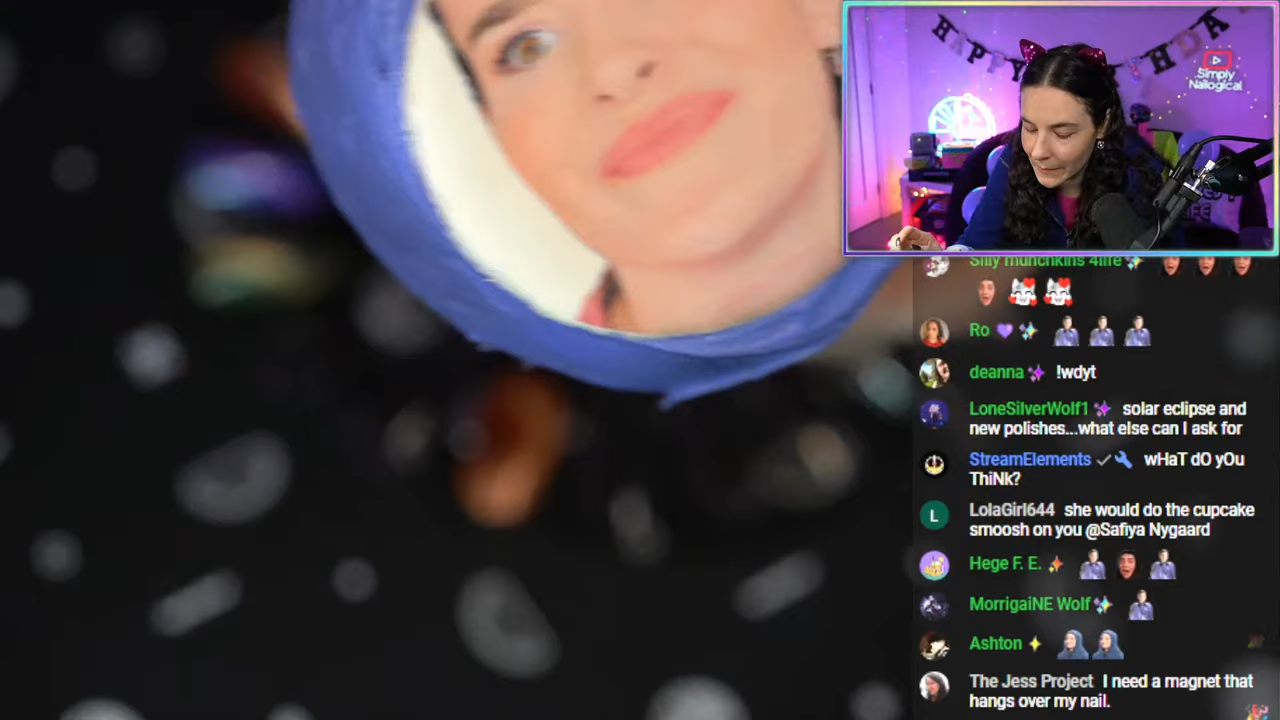 HAPPY
HDA
Simply
Nailogical
Silly munchkins 4life
Ro
deanna !wdyt
LoneSilverWolf1 solar eclipse and
new polishes...what else can I ask for
StreamElements wHaT dO yOu
ThiNk?
L
LolaGirl644 she would do the cupcake
smoosh on you @Safiya Nygaard
Hege F. E.
MorrigaiNE Wolf
Ashton
The Jess Project I need a magnet that
hangs over my nail.